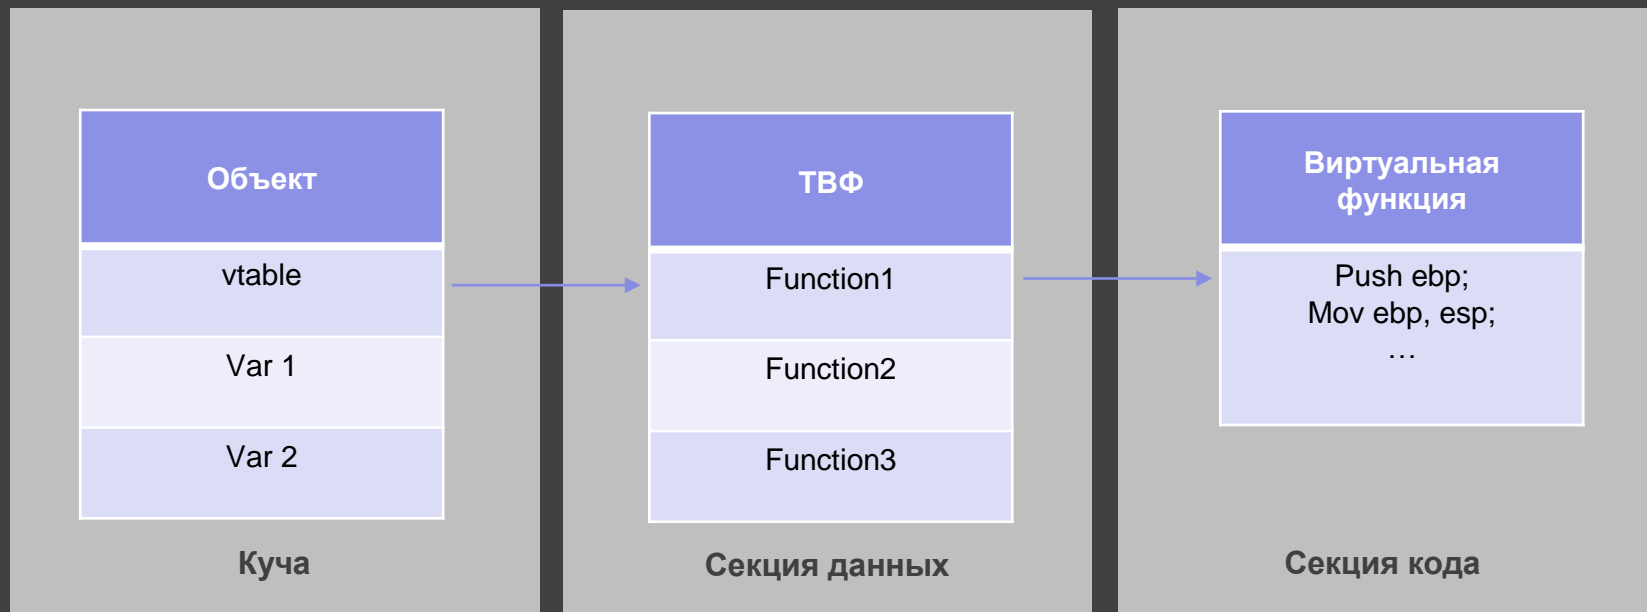 Объект
vtable
Var 1
Var 2
Куча
ТВФ
Function1
Function2
Function3
Секция данных
Виртуальная
функция
Push ebp;
Mov ebp, esp;
…
Секция кода